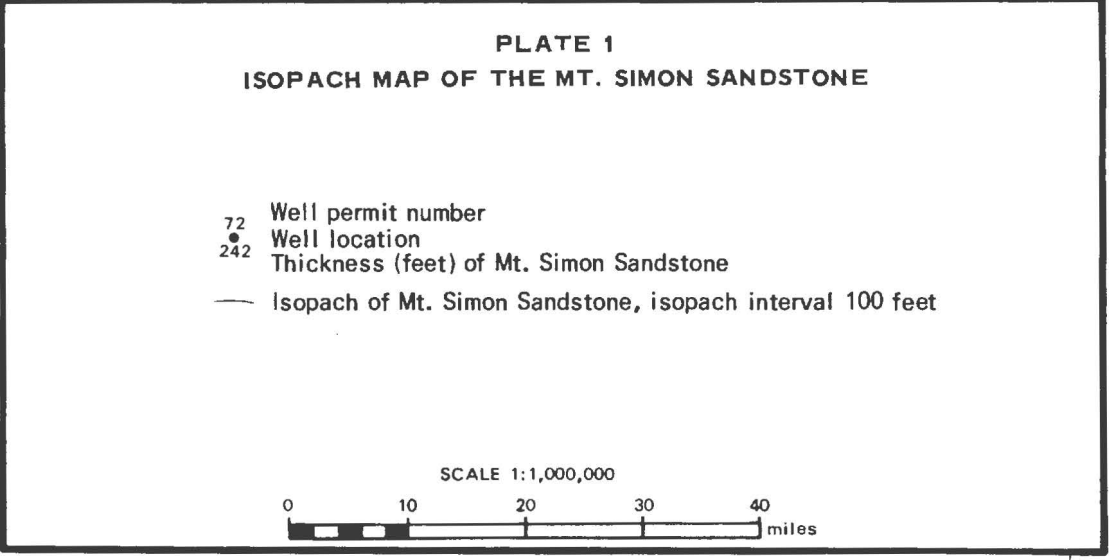 PLATE 1
ISOPACH MAP OF THE MT. SIMON SANDSTONE
72 Well permit number
Well location
242 Thickness (feet) of Mt. Simon Sandstone
Isopach of Mt. Simon Sandstone, isopach interval 100 feet
SCALE 1:1,000,000
0 10 20 30 40
miles